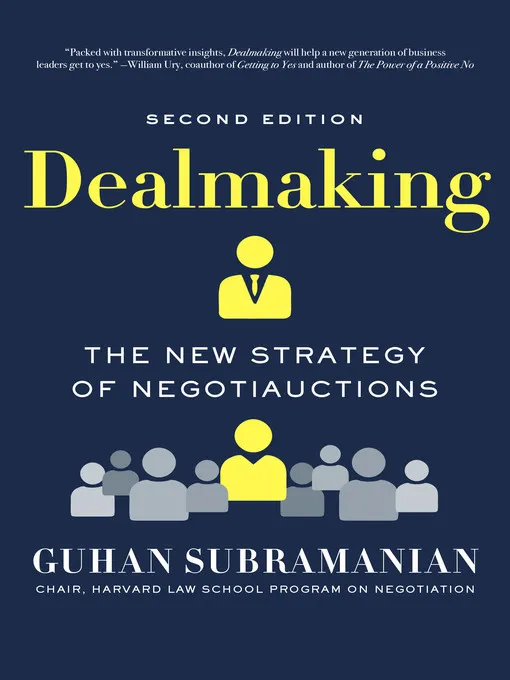 “Packed with transformative insights, Dealmaking will help a new generation of business
leaders get to yes.” —William Ury, coauthor of Getting to Yes and author of The Power of a Positive No
SECOND EDITION
Dealmaking
THE NEW STRATEGY
OF NEGOTIAUCTIONS
GUHAN SUBRAMANIAN
CHAIR, HARVARD LAW SCHOOL PROGRAM ON NEGOTIATION